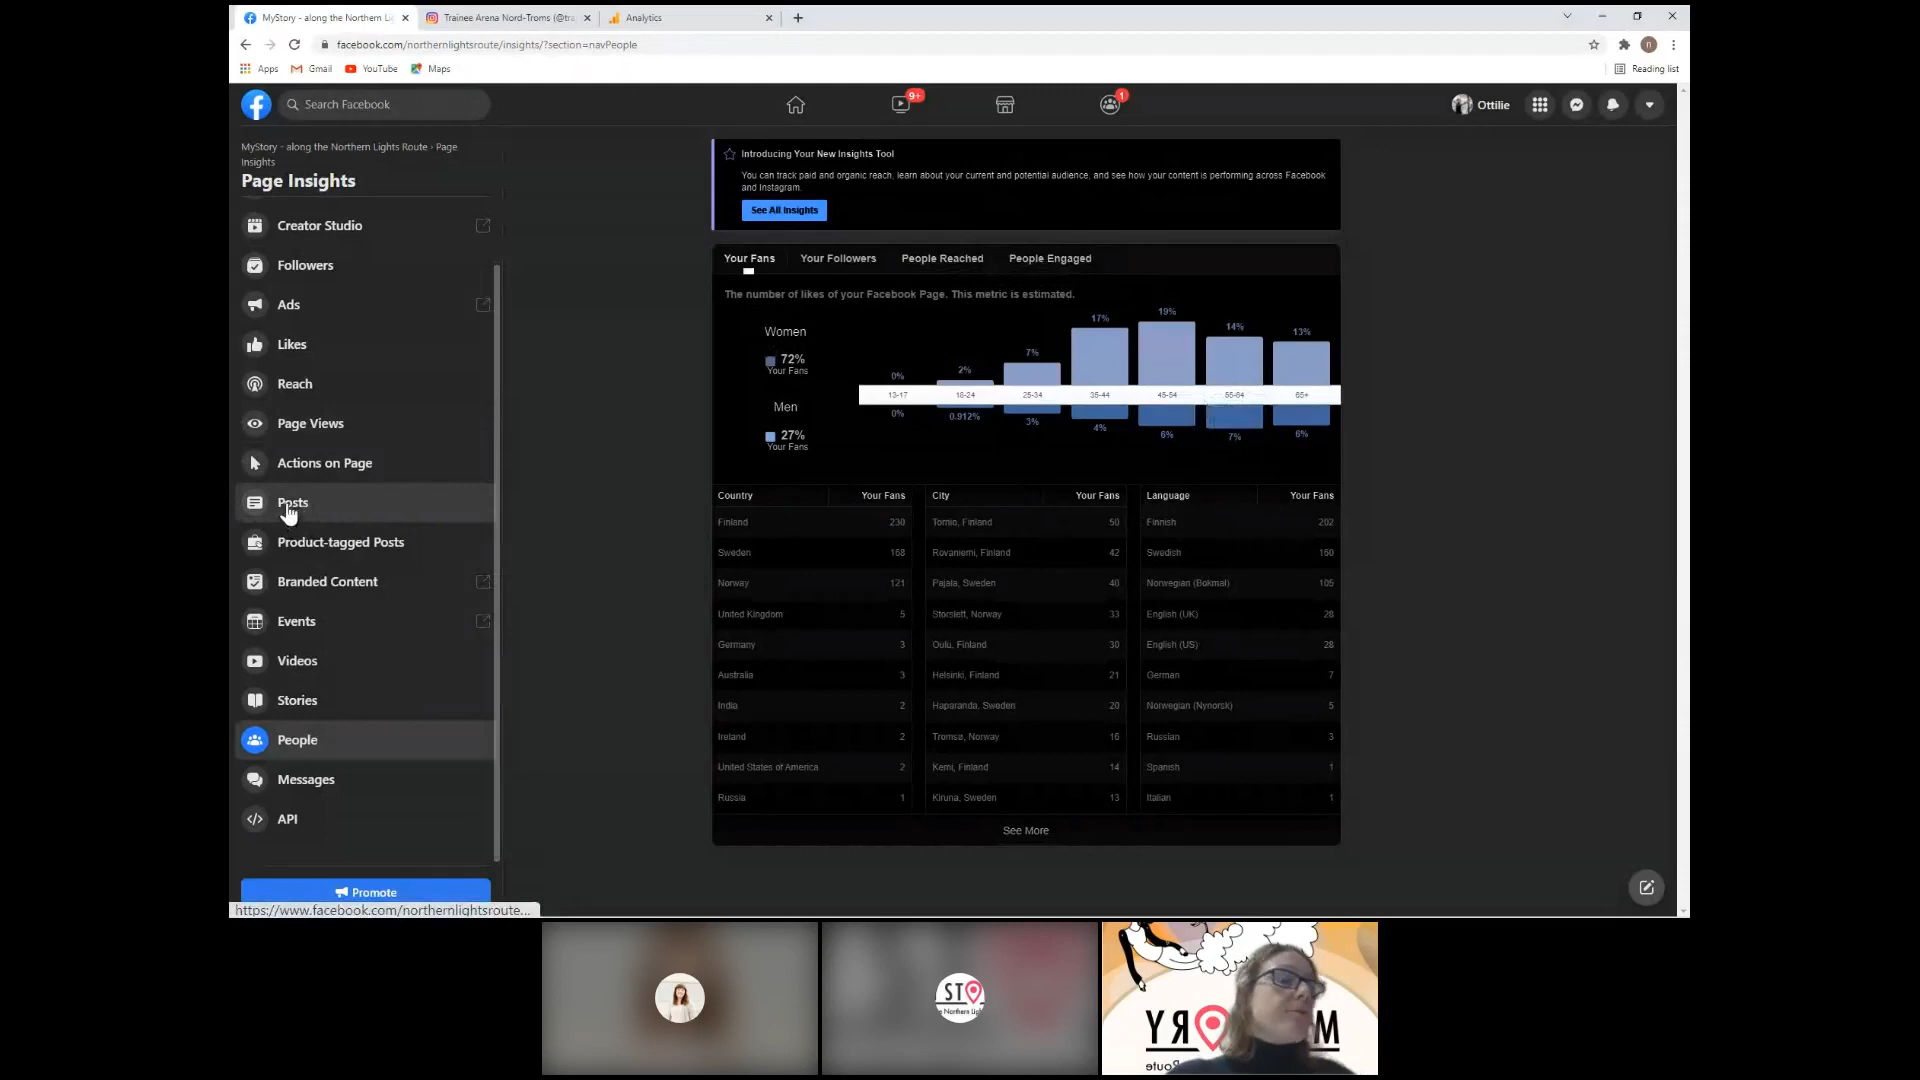 MyStory - along the Northern Li
Trainee Arena Nord-Troms (@tra
Analytics
facebook.com/northernlightsroute/insights/?section=navPeople
n
Apps
Gmail
YouTube
Maps
Reading list
Search Facebook
9+
1
Ottilie
MyStory - along the Northern Lights Route › Page
Insights
Page Insights
Creator Studio
Followers
Ads
Likes
Reach
Page Views
Actions on Page
Posts
Product-tagged Posts
Branded Content
Events
Videos
Stories
People
Messages
API
Promote
https://www.facebook.com/northernlightsroute...
Introducing Your New Insights Tool
You can track paid and organic reach, learn about your current and potential audience, and see how your content is performing across Facebook
and Instagram.
See All Insights
Your Fans Your Followers People Reached People Engaged
The number of likes of your Facebook Page. This metric is estimated.
Women
72%
Your Fans
0% 2% 7% 17% 19% 14% 13%
13-17 18-24 25-34 35-44 45-54 55-64 65+
Men
27%
Your Fans
0% 0.912% 3% 4% 6% 7% 6%
Country Your Fans City Your Fans Language Your Fans
Finland 230 Tornio, Finland 50 Finnish 202
Sweden 168 Rovaniemi, Finland 42 Swedish 160
Norway 121 Pajala, Sweden 40 Norwegian (Bokmal) 105
United Kingdom 5 Storslett, Norway 33 English (UK) 28
Germany 3 Oulu, Finland 30 English (US) 28
Australia 3 Helsinki, Finland 21 German 7
India 2 Haparanda, Sweden 20 Norwegian (Nynorsk) 5
Ireland 2 Tromsø, Norway 16 Russian 3
United States of America 2 Kemi, Finland 14 Spanish 1
Russia 1 Kiruna, Sweden 13 Italian 1
See More
ST
Northern Lig
M RY
Route